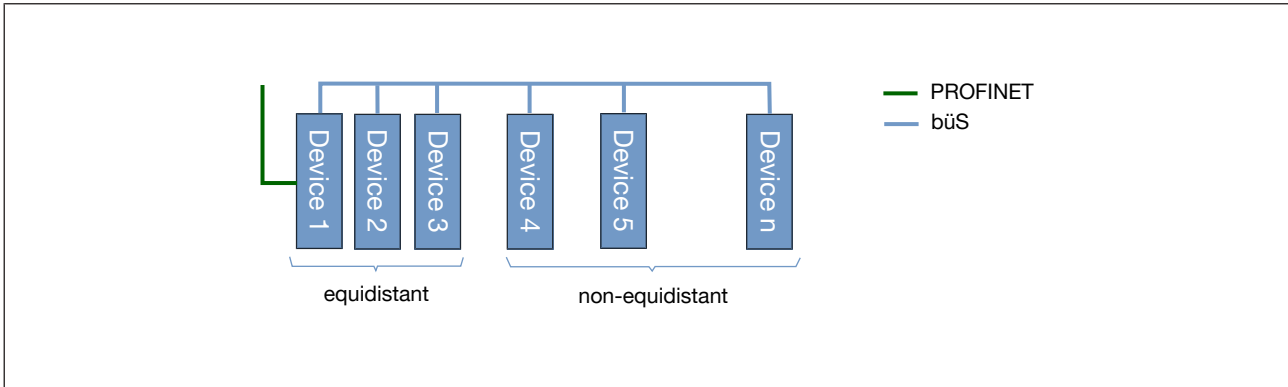 PROFINET
büS
Device 1
Device 2
Device 3
Device 4
Device 5
Device n
equidistant
non-equidistant